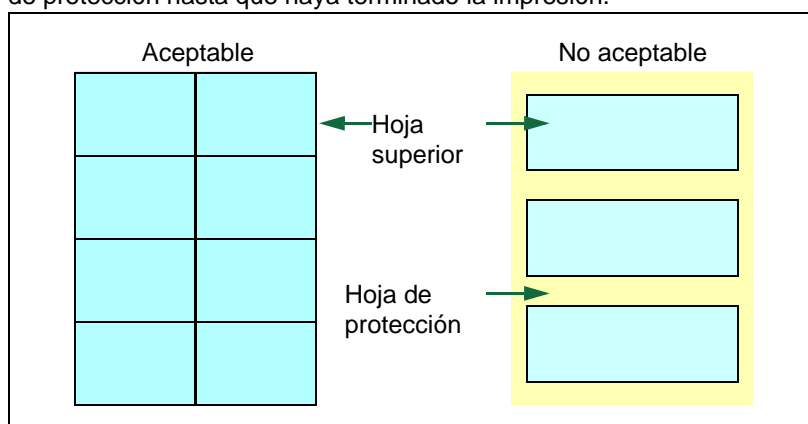 de protección hasta que haya terminado la impresión.
Aceptable
No aceptable
Hoja
superior
Hoja de
protección